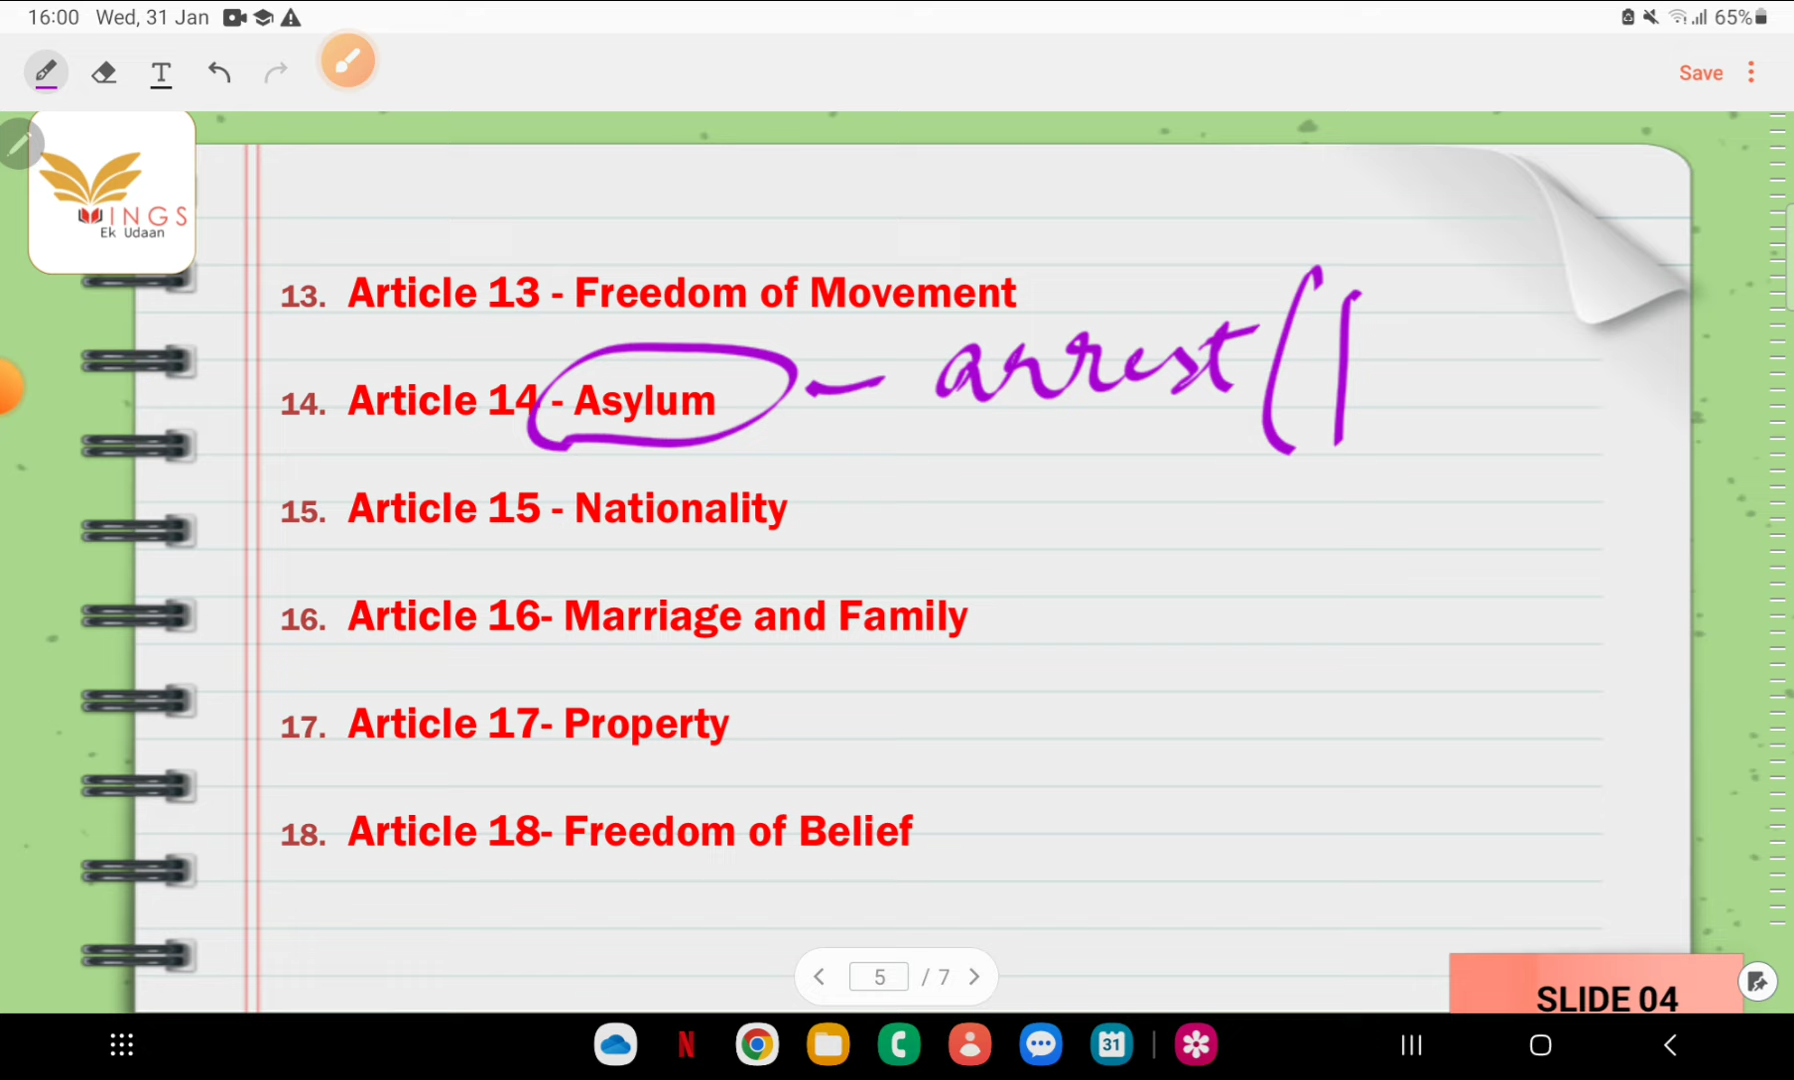 16:00 Wed, 31 Jan 65%
T Save
WINGS
Ek Udaan
13. Article 13 - Freedom of Movement
14. Article 14 - Asylum - arrest (
15. Article 15 - Nationality
16. Article 16- Marriage and Family
17. Article 17- Property
18. Article 18- Freedom of Belief
5 / 7
SLIDE 04
N 31